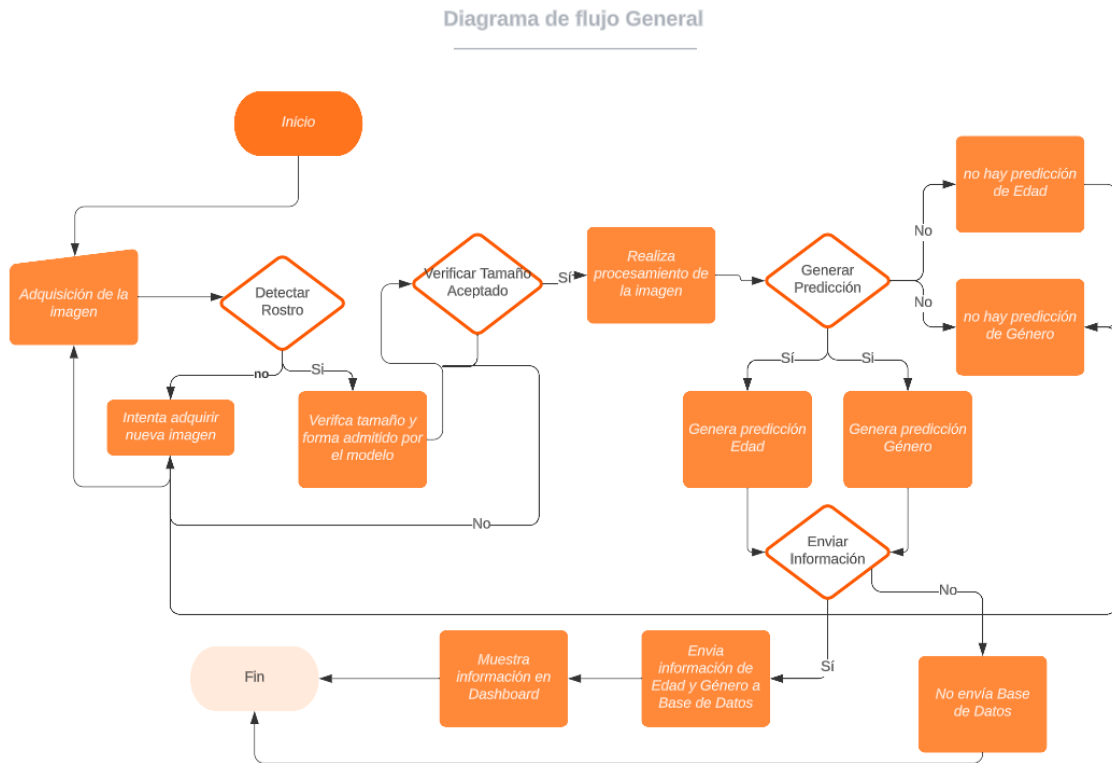 Diagrama de flujo General
Inicio
Adquisición de la
imagen
Detectar
Rostro
no
Si
Intenta adquirir
nueva imagen
Verifca tamaño y
forma admitido por
el modelo
Verificar Tamaño
Aceptado
Sí
No
Realiza
procesamiento de
la imagen
Generar
Predicción
No
No
no hay predicción
de Edad
no hay predicción
de Género
Sí
Si
Genera predicción
Edad
Genera predicción
Género
Enviar
Información
No
Sí
No envía Base
de Datos
Envia
información de
Edad y Género a
Base de Datos
Muestra
información en
Dashboard
Fin